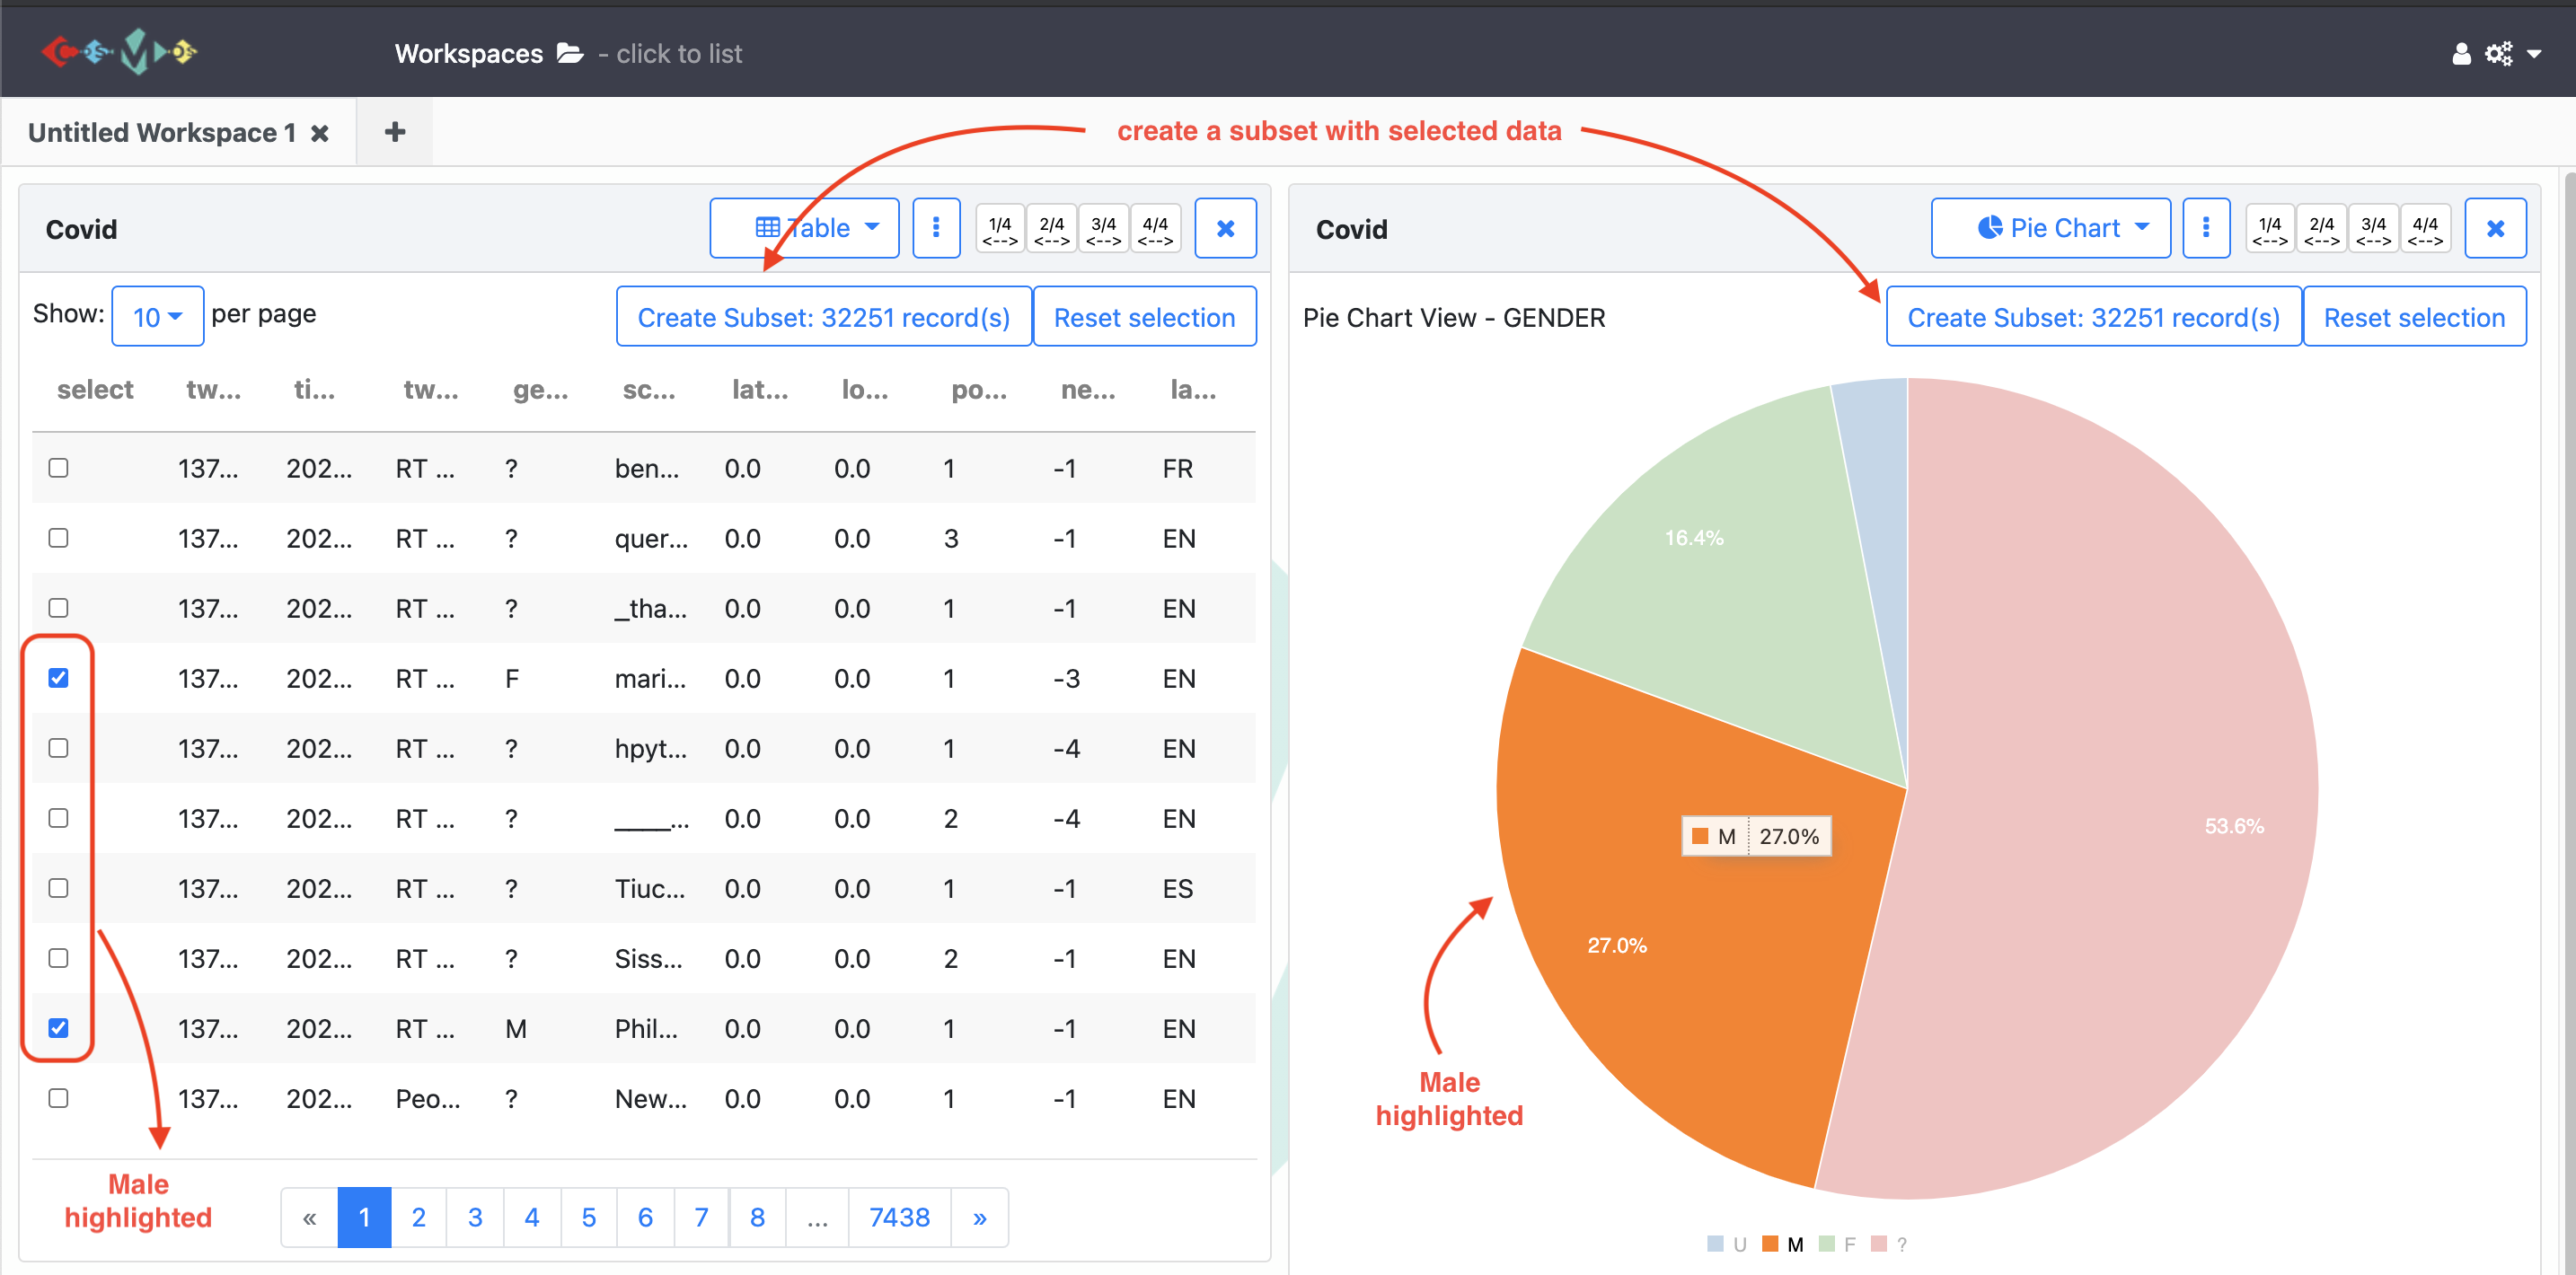 Workspaces - click to list
Untitled Workspace 1 ✖ +
create a subset with selected data
Covid
Table
1/4 <--> 2/4 <--> 3/4 <--> 4/4 <-->
Show: 10 per page
Create Subset: 32251 record(s) Reset selection
select tw... ti... tw... ge... sc... lat... lo... po... ne... la...
137... 202... RT ... ? ben... 0.0 0.0 1 -1 FR
137... 202... RT ... ? quer... 0.0 0.0 3 -1 EN
137... 202... RT ... ? _tha... 0.0 0.0 1 -1 EN
137... 202... RT ... F mari... 0.0 0.0 1 -3 EN
137... 202... RT ... ? hpyt... 0.0 0.0 1 -4 EN
137... 202... RT ... ? ____... 0.0 0.0 2 -4 EN
137... 202... RT ... ? Tiuc... 0.0 0.0 1 -1 ES
137... 202... RT ... ? Siss... 0.0 0.0 2 -1 EN
137... 202... RT ... M Phil... 0.0 0.0 1 -1 EN
137... 202... Peo... ? New... 0.0 0.0 1 -1 EN
Male
highlighted
« 1 2 3 4 5 6 7 8 ... 7438 »
Covid
Pie Chart
1/4 <--> 2/4 <--> 3/4 <--> 4/4 <-->
Pie Chart View - GENDER
Create Subset: 32251 record(s) Reset selection
16.4%
53.6%
M 27.0%
27.0%
Male
highlighted
U M F ?